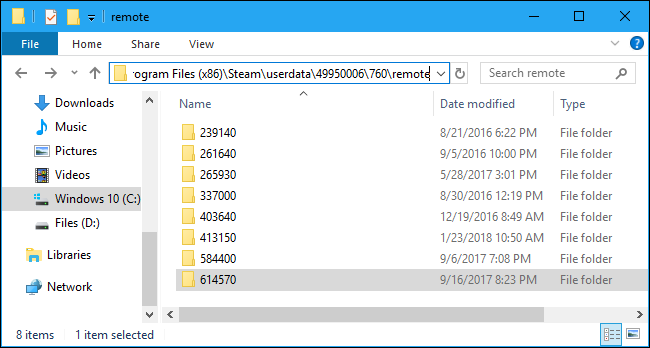 remote
File
Home
Share
View
rogram Files (x86)\Steam\userdata\49950006\760\remote
Search remote
Downloads
Music
Pictures
Videos
Windows 10 (C:)
Files (D:)
Libraries
Network
Name Date modified Type
239140 8/21/2016 6:22 PM File folder
261640 9/5/2016 10:00 PM File folder
265930 5/28/2017 3:01 PM File folder
337000 8/30/2016 12:19 PM File folder
403640 12/19/2016 8:49 AM File folder
413150 1/23/2018 10:50 AM File folder
584400 9/6/2017 7:08 PM File folder
614570 9/16/2017 8:23 PM File folder
8 items 1 item selected